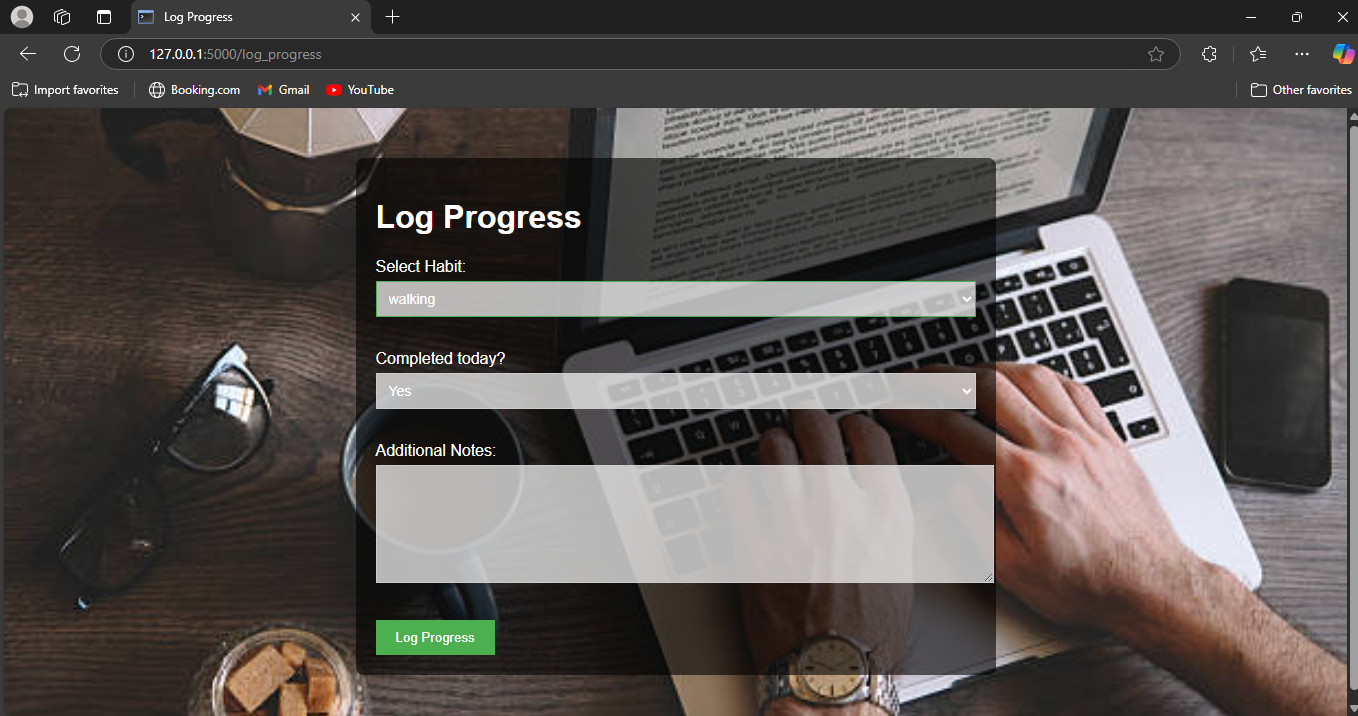 Log Progress
127.0.0.1:5000/log_progress
Import favorites
Booking.com
Gmail
YouTube
Other favorites
Log Progress
Select Habit:
walking
Completed today?
Yes
Additional Notes:
Log Progress